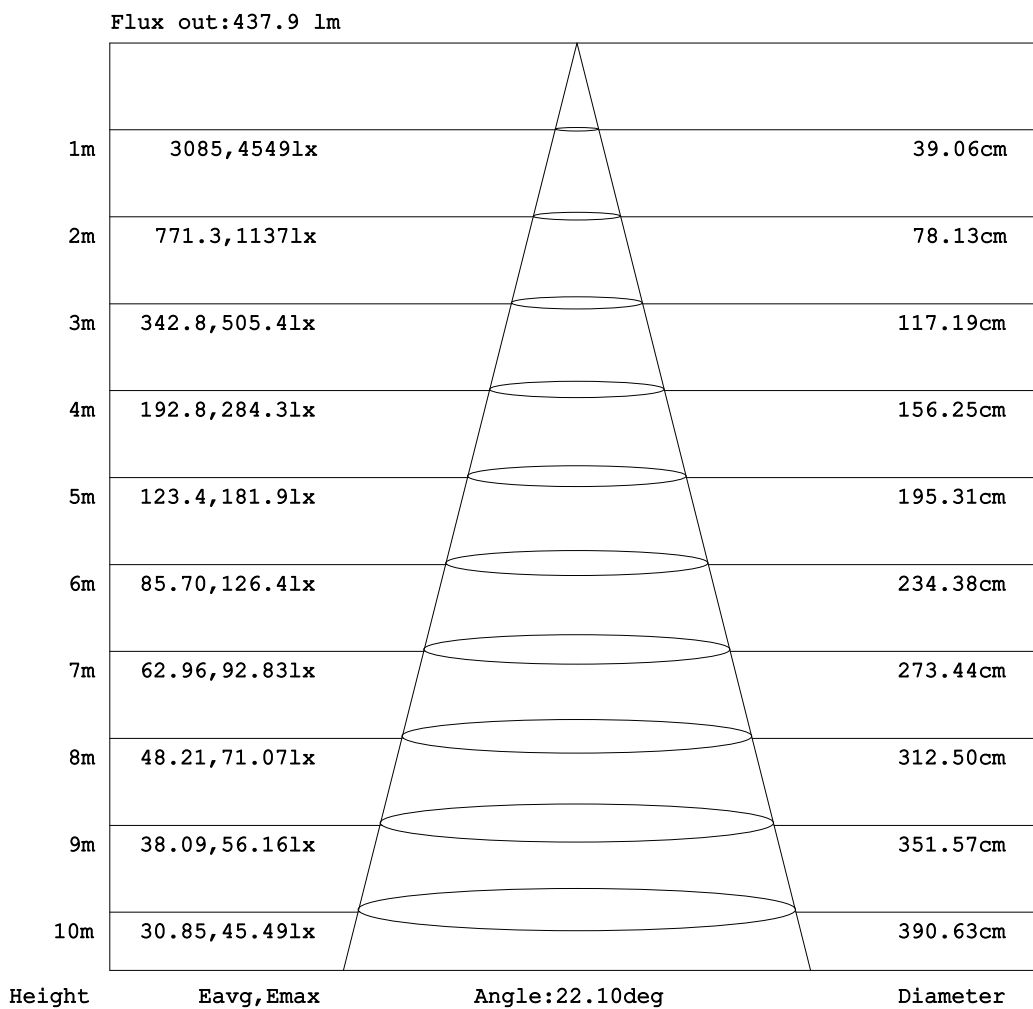 Flux out:437.9 lm
1m 3085,4549lx 39.06cm
2m 771.3,1137lx 78.13cm
3m 342.8,505.4lx 117.19cm
4m 192.8,284.3lx 156.25cm
5m 123.4,181.9lx 195.31cm
6m 85.70,126.4lx 234.38cm
7m 62.96,92.83lx 273.44cm
8m 48.21,71.07lx 312.50cm
9m 38.09,56.16lx 351.57cm
10m 30.85,45.49lx 390.63cm
Height Eavg,Emax Angle:22.10deg Diameter